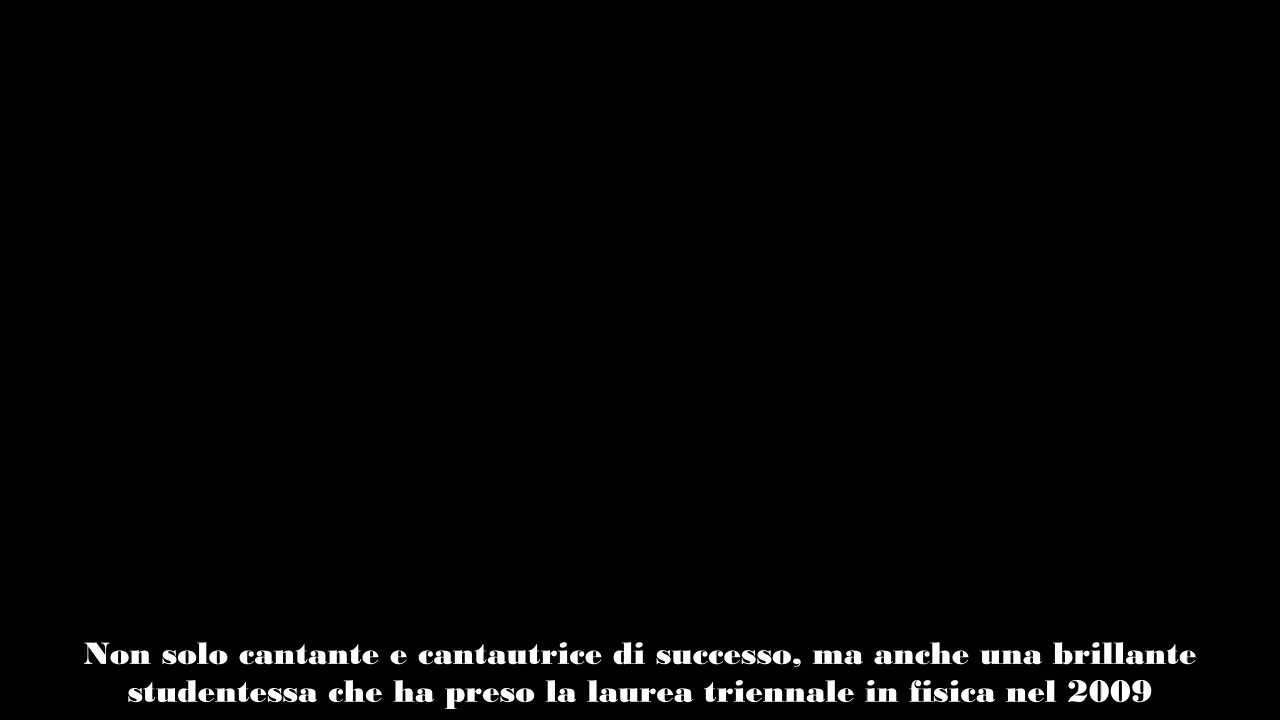 Non solo cantante e cantautrice di successo, ma anche una brillante
studentessa che ha preso la laurea triennale in fisica nel 2009